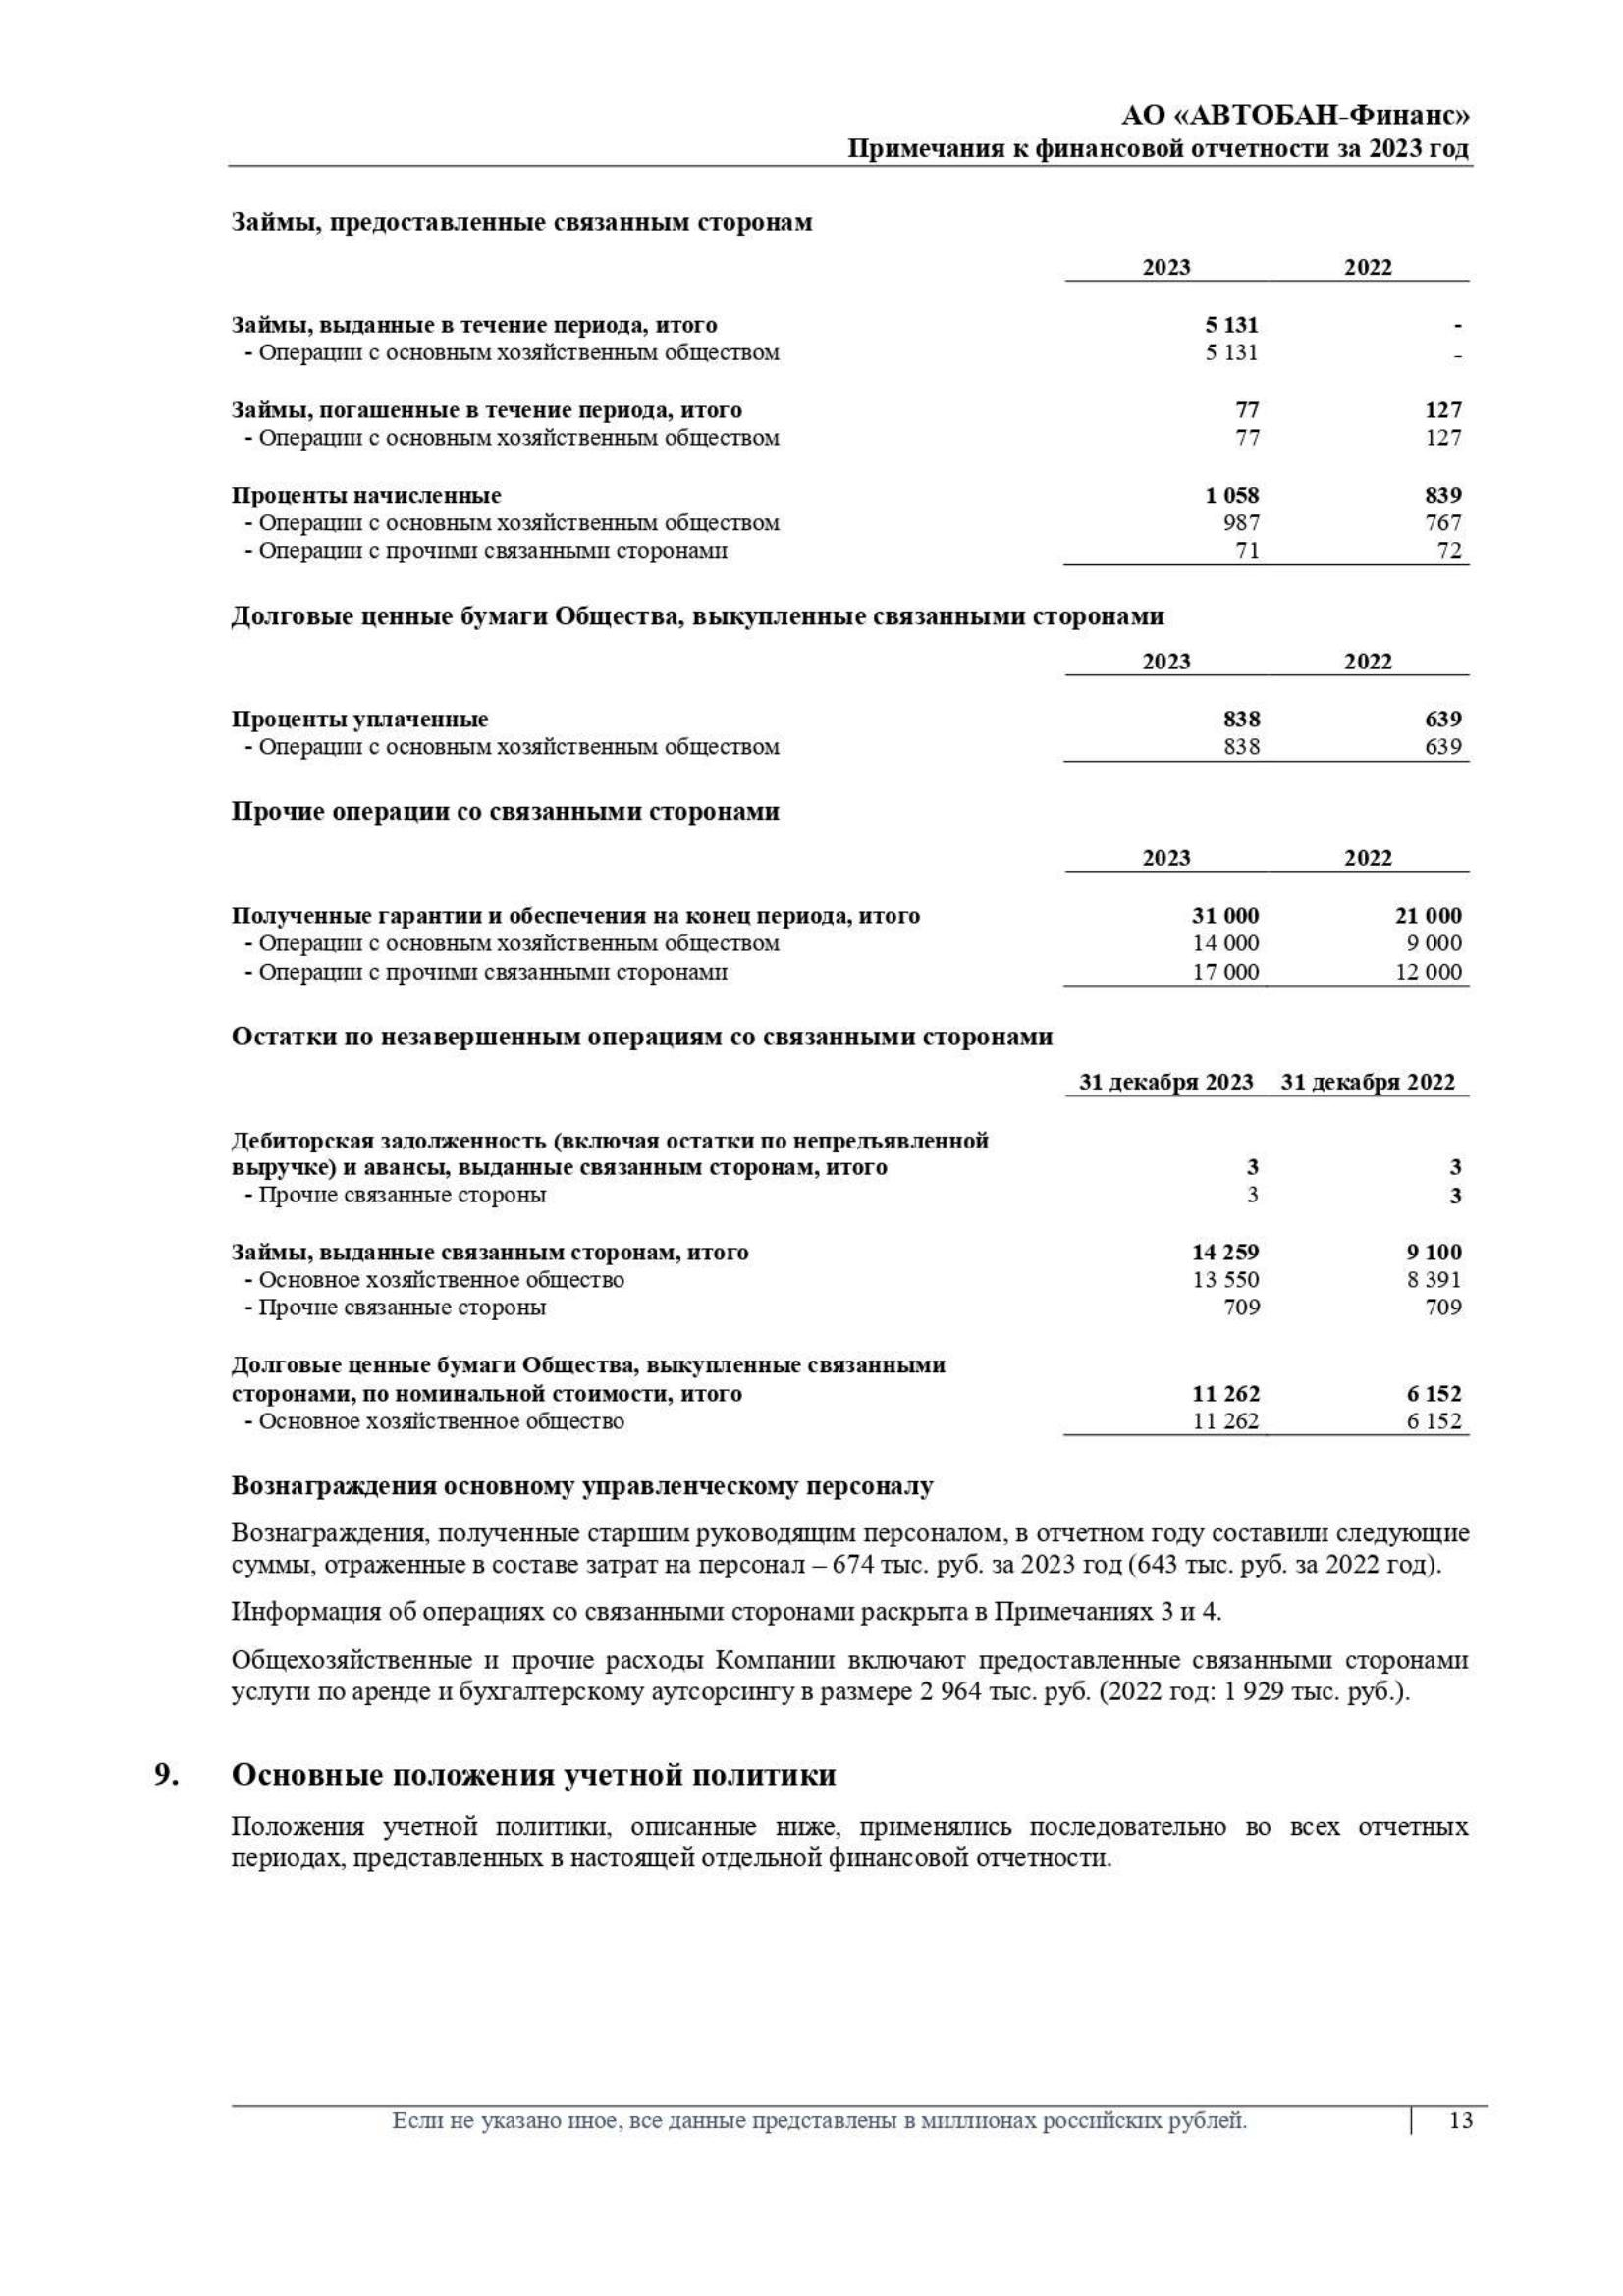 АО «АВТОБАН-Финанс»
Примечания к финансовой отчетности за 2023 год
Займы, предоставленные связанным сторонам
2023 2022
Займы, выданные в течение периода, итого 5 131 -
- Операции с основным хозяйственным обществом 5 131 -
Займы, погашенные в течение периода, итого 77 127
- Операции с основным хозяйственным обществом 77 127
Проценты начисленные 1 058 839
- Операции с основным хозяйственным обществом 987 767
- Операции с прочими связанными сторонами 71 72
Долговые ценные бумаги Общества, выкупленные связанными сторонами
2023 2022
Проценты уплаченные 838 639
- Операции с основным хозяйственным обществом 838 639
Прочие операции со связанными сторонами
2023 2022
Полученные гарантии и обеспечения на конец периода, итого 31 000 21 000
- Операции с основным хозяйственным обществом 14 000 9 000
- Операции с прочими связанными сторонами 17 000 12 000
Остатки по незавершенным операциям со связанными сторонами
31 декабря 2023 31 декабря 2022
Дебиторская задолженность (включая остатки по непредъявленной
выручке) и авансы, выданные связанным сторонам, итого 3 3
- Прочие связанные стороны 3 3
Займы, выданные связанным сторонам, итого 14 259 9 100
- Основное хозяйственное общество 13 550 8 391
- Прочие связанные стороны 709 709
Долговые ценные бумаги Общества, выкупленные связанными
сторонами, по номинальной стоимости, итого 11 262 6 152
- Основное хозяйственное общество 11 262 6 152
Вознаграждения основному управленческому персоналу
Вознаграждения, полученные старшим руководящим персоналом, в отчетном году составили следующие
суммы, отраженные в составе затрат на персонал – 674 тыс. руб. за 2023 год (643 тыс. руб. за 2022 год).
Информация об операциях со связанными сторонами раскрыта в Примечаниях 3 и 4.
Общехозяйственные и прочие расходы Компании включают предоставленные связанными сторонами
услуги по аренде и бухгалтерскому аутсорсингу в размере 2 964 тыс. руб. (2022 год: 1 929 тыс. руб.).
9. Основные положения учетной политики
Положения учетной политики, описанные ниже, применялись последовательно во всех отчетных
периодах, представленных в настоящей отдельной финансовой отчетности.
Если не указано иное, все данные представлены в миллионах российских рублей. 13